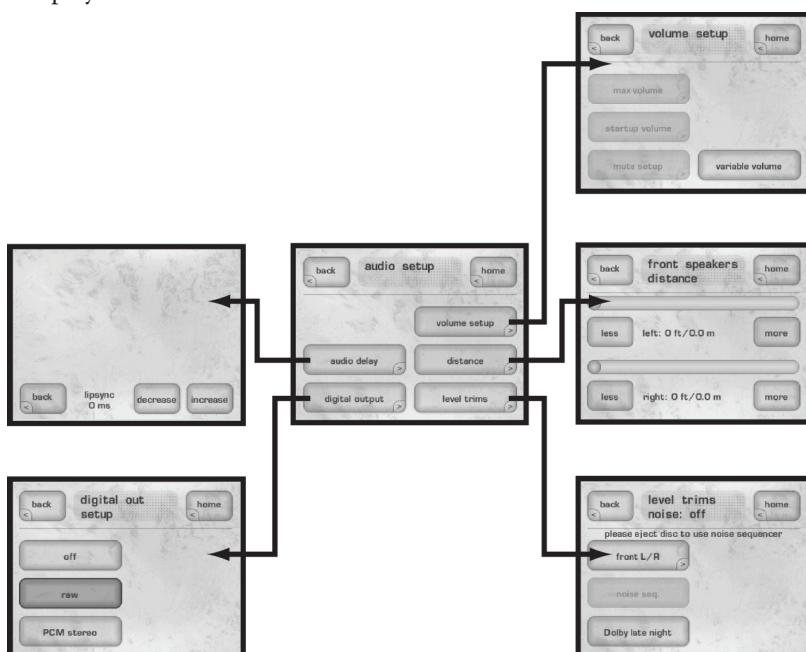 back
volume setup
home
<
<
max volume
>
startup volume
>
mute setup
>
variable volume
back
<
lipsync
0 ms
decrease
increase
back
<
audio setup
home
<
volume setup
>
audio delay
>
distance
>
digital output
>
level trims
>
back
<
front speakers
distance
home
<
less
left: 0 ft/0.0 m
more
less
right: 0 ft/0.0 m
more
back
<
digital out
setup
home
<
off
raw
PCM stereo
back
<
level trims
noise: off
home
<
please eject disc to use noise sequencer
front L/R
>
noise seq.
Dolby late night